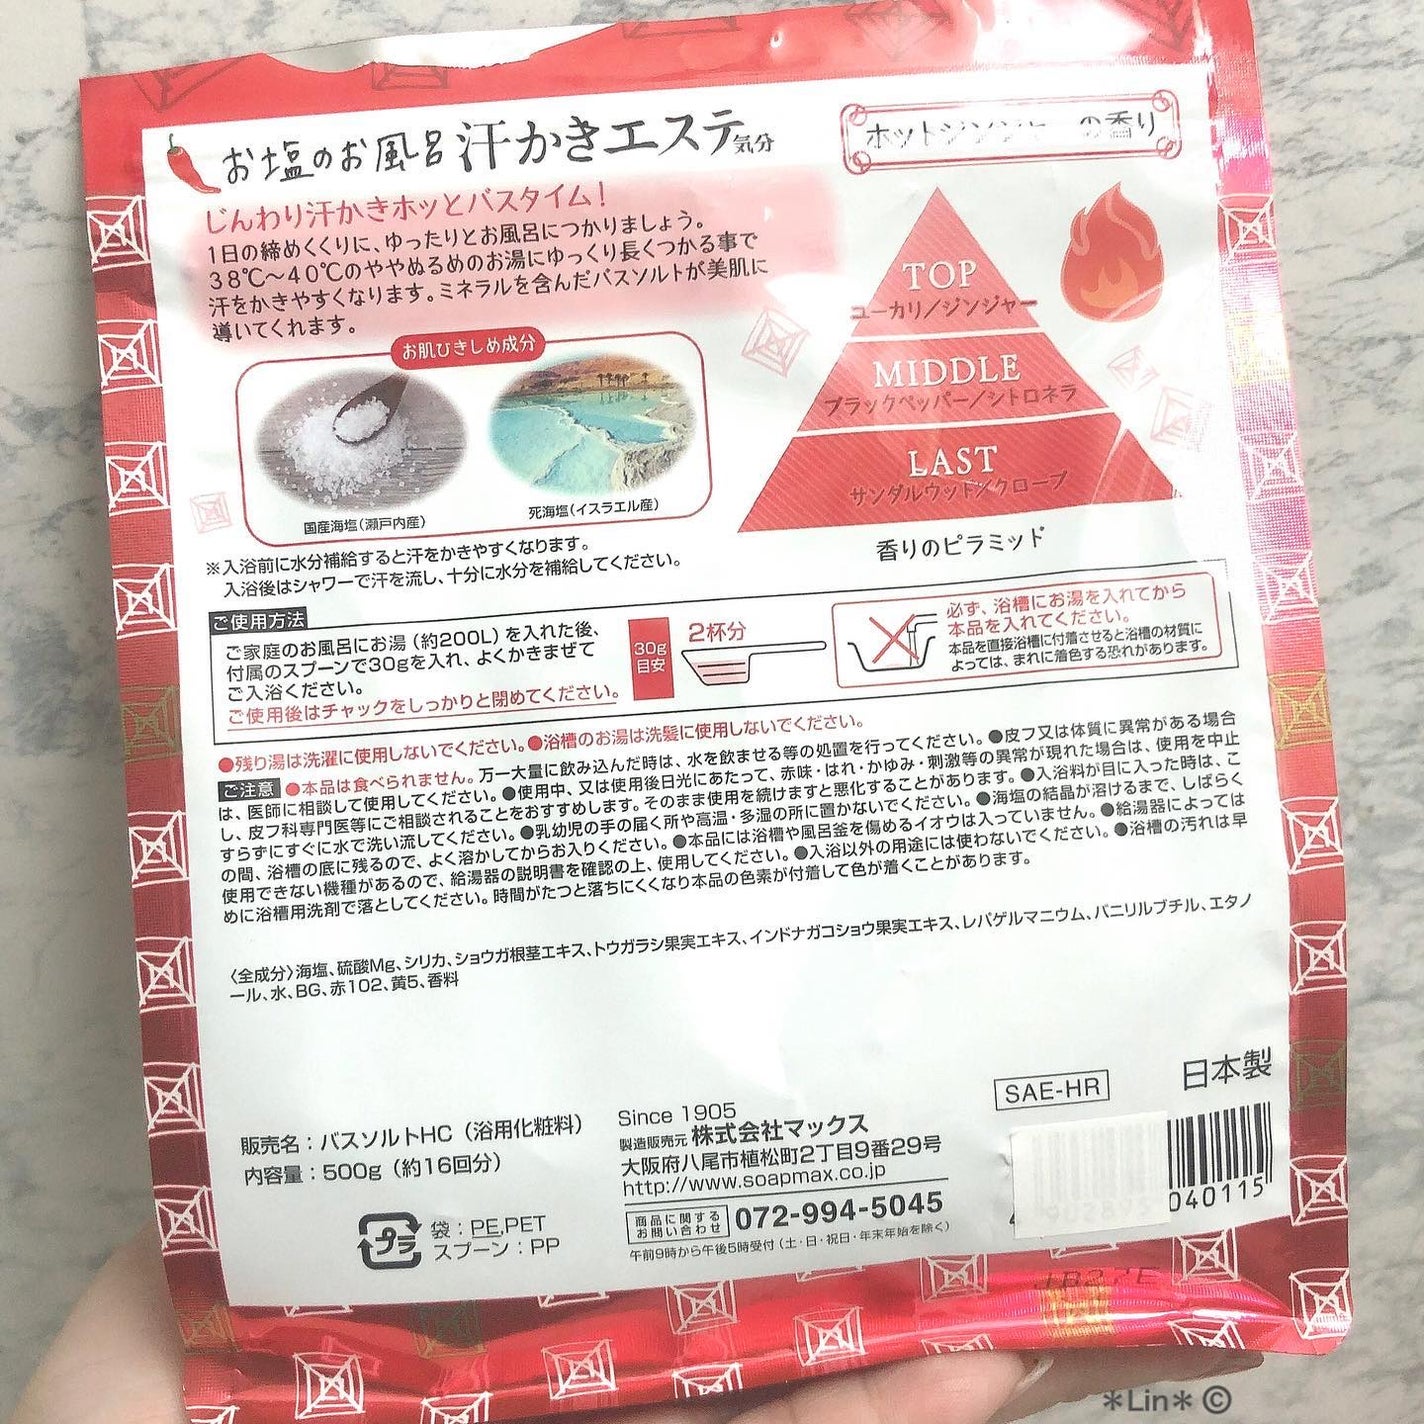 お塩のお風呂 汗かきエステ気分
ホットジンジャーの香り
じんわり汗かきホッとバスタイム！
1日の締めくくりに、ゆったりとお風呂につかりましょう。
38℃〜40℃のややぬるめのお湯にゆっくり長くつかる事で
汗をかきやすくなります。ミネラルを含んだバスソルトが美肌に
導いてくれます。
お肌ひきしめ成分
国産海塩(瀬戸内産)
死海塩(イスラエル産)
TOP
ユーカリ／ジンジャー
MIDDLE
ブラックペッパー／シトロネラ
LAST
サンダルウッド／クローブ
香りのピラミッド
※入浴前に水分補給すると汗をかきやすくなります。
入浴後はシャワーで汗を流し、十分に水分を補給してください。
ご使用方法
ご家庭のお風呂にお湯（約200L）を入れた後、
付属のスプーンで30gを入れ、よくかきまぜて
ご入浴ください。
ご使用後はチャックをしっかりと閉めてください。
30g
目安
2杯分
必ず、浴槽にお湯を入れてから
本品を入れてください。
本品を直接浴槽に付着させると浴槽の材質に
よっては、まれに着色する恐れがあります。
●残り湯は洗濯に使用しないでください。●浴槽のお湯は洗髪に使用しないでください。
ご注意 ●本品は食べられません。万一大量に飲み込んだ時は、水を飲ませる等の処置を行ってください。●皮フ又は体質に異常がある場合
は、医師に相談して使用してください。●使用中、又は使用後日光にあたって、赤味・はれ・かゆみ・刺激等の異常が現れた場合は、使用を中止
し、皮フ科専門医等にご相談されることをおすすめします。そのまま使用を続けますと悪化することがあります。●入浴料が目に入った時は、こ
すらずにすぐに水で洗い流してください。●乳幼児の手の届く所や高温・多湿の所に置かないでください。●海塩の結晶が溶けるまで、しばらく
の間、浴槽の底に残るので、よく溶かしてからお入りください。●本品には浴槽や風呂釜を傷めるイオウは入っていません。●給湯器によっては
使用できない機種があるので、給湯器の説明書を確認の上、使用してください。●入浴以外の用途には使わないでください。●浴槽の汚れは早
めに浴槽用洗剤で落としてください。時間がたつと落ちにくくなり本品の色素が付着して色が着くことがあります。
〈全成分〉海塩、硫酸Mg、シリカ、ショウガ根茎エキス、トウガラシ果実エキス、インドナガコショウ果実エキス、レパゲルマニウム、バニリルブチル、エタノ
ール、水、BG、赤102、黄5、香料
SAE-HR
日本製
販売名：バスソルトHC（浴用化粧料）
内容量：500g（約16回分）
プラ
袋：PE,PET
スプーン：PP
Since 1905
製造販売元 株式会社マックス
大阪府八尾市植松町2丁目9番29号
http://www.soapmax.co.jp
商品に関する
お問い合わせ
072-994-5045
午前9時から午後5時受付（土・日・祝日・年末年始を除く）
040115
＊Lin＊ ©